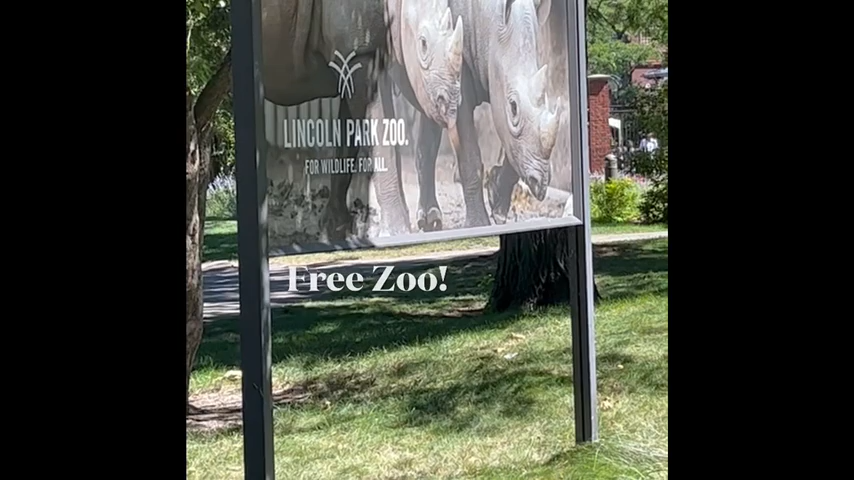 LINCOLN PARK ZOO.
FOR WILDLIFE. FOR ALL.
Free Zoo!